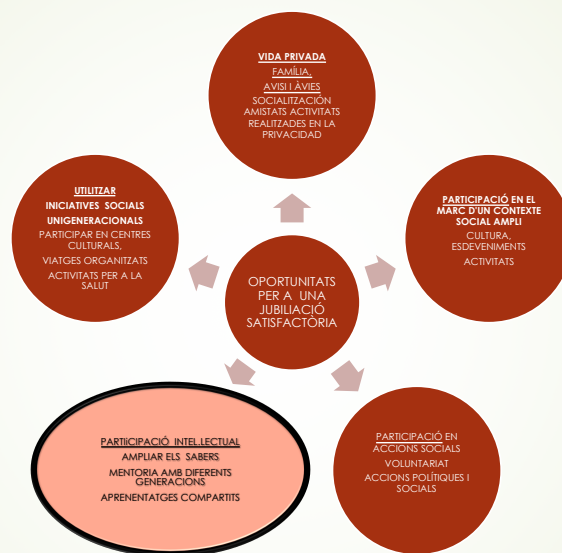 VIDA PRIVADA
FAMÍLIA,
AVISI I ÀVIES
SOCIALITZACIÓN
AMISTATS ACTIVITATS
REALITZADES EN LA
PRIVACIDAD
UTILITZAR
INICIATIVES SOCIALS
UNIGENERACIONALS
PARTICIPAR EN CENTRES
CULTURALS,
VIATGES ORGANITZATS
ACTIVITATS PER A LA
SALUT
PARTICIPACIÓ EN EL
MARC D'UN CONTEXTE
SOCIAL AMPLI
CULTURA,
ESDEVENIMENTS
ACTIVITATS
OPORTUNITATS
PER A UNA
JUBILIACIÓ
SATISFACTÒRIA
PARTIICIPACIÓ INTEL.LECTUAL
AMPLIAR ELS SABERS
MENTORIA AMB DIFERENTS
GENERACIONS
APRENENTATGES COMPARTITS
PARTICIPACIÓ EN
ACCIONS SOCIALS
VOLUNTARIAT
ACCIONS POLÍTIQUES I
SOCIALS